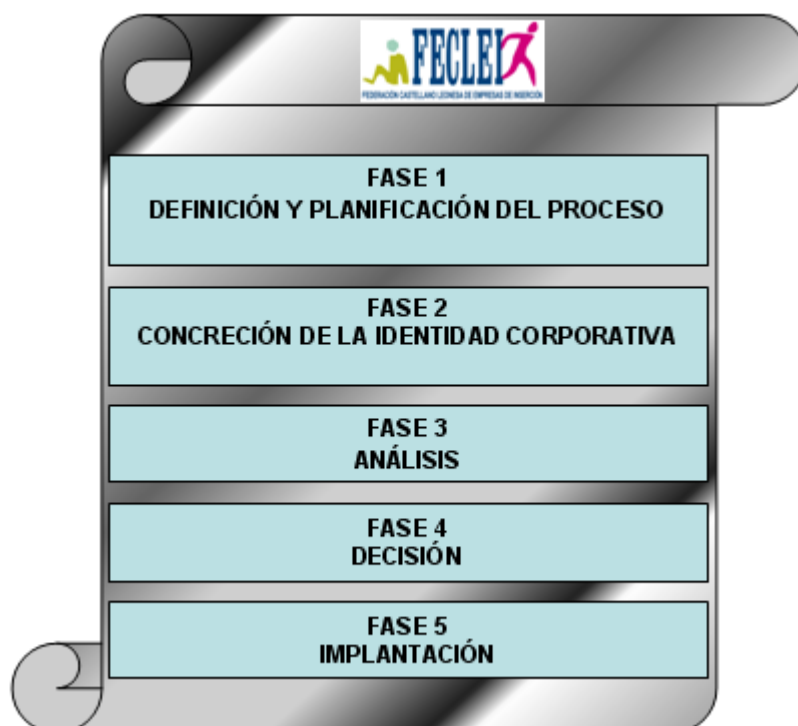 FECLEI
FEDERACIÓN CASTELLANO LEONESA DE EMPRESAS DE INSERCIÓN
FASE 1
DEFINICIÓN Y PLANIFICACIÓN DEL PROCESO
FASE 2
CONCRECIÓN DE LA IDENTIDAD CORPORATIVA
FASE 3
ANÁLISIS
FASE 4
DECISIÓN
FASE 5
IMPLANTACIÓN